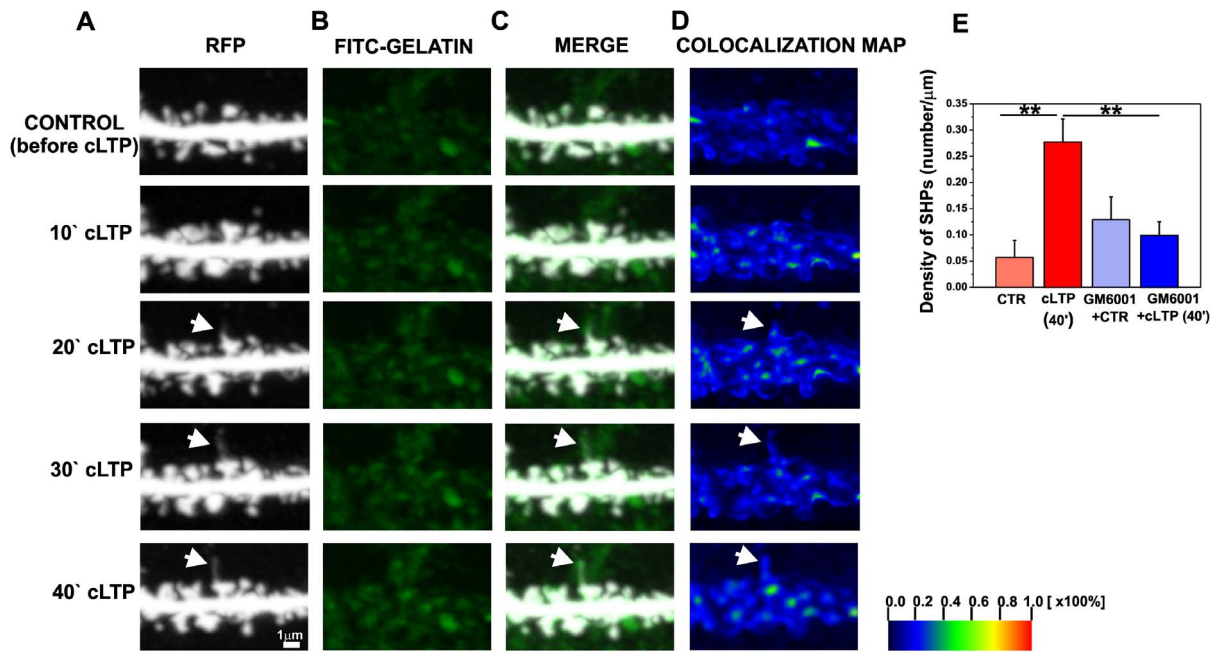 A
B
C
D
E
RFP
FITC-GELATIN
MERGE
COLOCALIZATION MAP
CONTROL
(before cLTP)
10` cLTP
20` cLTP
30` cLTP
40` cLTP
1µm
Density of SHPs (number/µm)
0.35
0.30
0.25
0.20
0.15
0.10
0.05
0.00
**
**
CTR
cLTP
(40')
GM6001
+CTR
GM6001
+cLTP (40')
0.0 0.2 0.4 0.6 0.8 1.0 [ x100%]